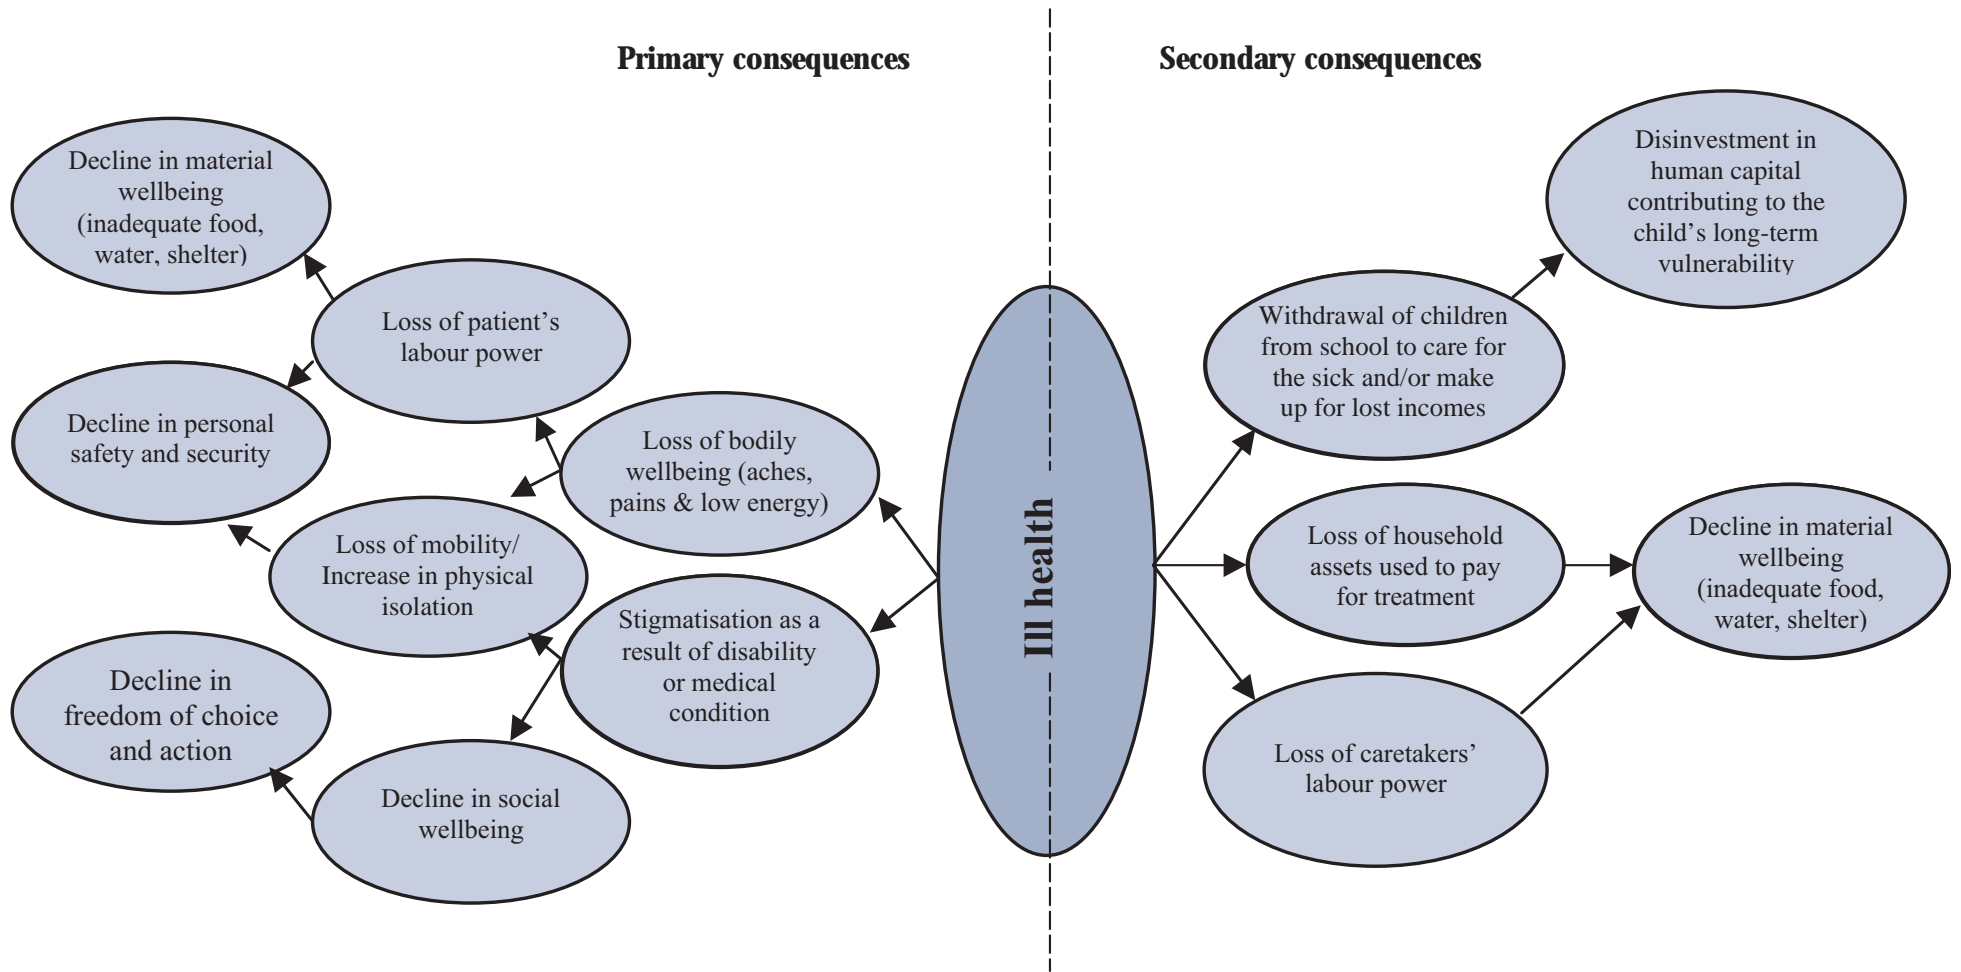 Primary consequences
Secondary consequences
Decline in material
wellbeing
(inadequate food,
water, shelter)
Loss of patient’s
labour power
Decline in personal
safety and security
Loss of bodily
wellbeing (aches,
pains & low energy)
Loss of mobility/
Increase in physical
isolation
Stigmatisation as a
result of disability
or medical
condition
Decline in
freedom of choice
and action
Decline in social
wellbeing
Ill health
Disinvestment in
human capital
contributing to the
child’s long-term
vulnerability
Withdrawal of children
from school to care for
the sick and/or make
up for lost incomes
Loss of household
assets used to pay
for treatment
Decline in material
wellbeing
(inadequate food,
water, shelter)
Loss of caretakers’
labour power